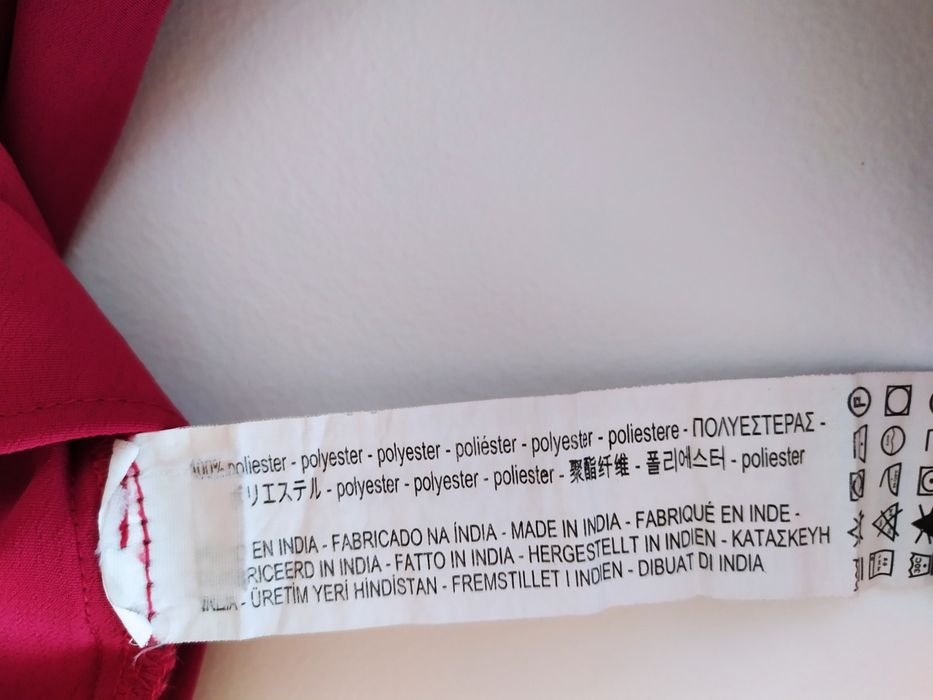 100% poliester - polyester - polyester - poliéster - polyester - poliestere - ΠΟΛΥΕΣΤΕΡΑΣ -
リエステル - polyester - polyester - poliester - 聚酯纤维 - 폴리에스터 - poliester
EN INDIA - FABRICADO NA ÍNDIA - MADE IN INDIA - FABRIQUÉ EN INDE -
RICEERD IN INDIA - FATTO IN INDIA - HERGESTELLT IN INDIEN - ΚΑΤΑΣΚΕΥΗ
- ÜRETİM YERİ HİNDİSTAN - FREMSTILLET I INDIEN - DIBUAT DI INDIA